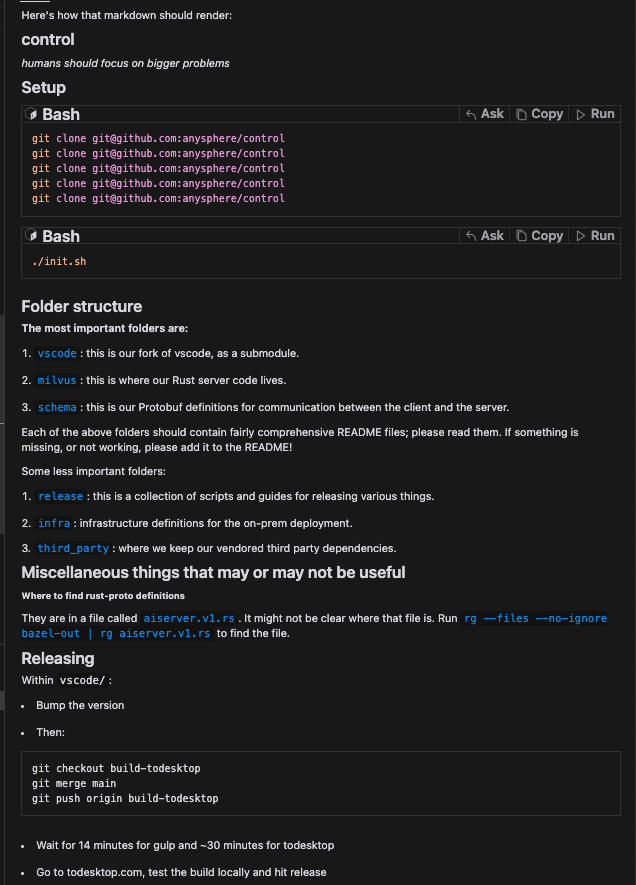 Here's how that markdown should render:
control
humans should focus on bigger problems
Setup
Bash Ask Copy Run
git clone git@github.com:anysphere/control
git clone git@github.com:anysphere/control
git clone git@github.com:anysphere/control
git clone git@github.com:anysphere/control
git clone git@github.com:anysphere/control
Bash Ask Copy Run
./init.sh
Folder structure
The most important folders are:
1. vscode : this is our fork of vscode, as a submodule.
2. milvus : this is where our Rust server code lives.
3. schema : this is our Protobuf definitions for communication between the client and the server.
Each of the above folders should contain fairly comprehensive README files; please read them. If something is
missing, or not working, please add it to the README!
Some less important folders:
1. release : this is a collection of scripts and guides for releasing various things.
2. infra : infrastructure definitions for the on-prem deployment.
3. third_party : where we keep our vendored third party dependencies.
Miscellaneous things that may or may not be useful
Where to find rust-proto definitions
They are in a file called aiserver.v1.rs . It might not be clear where that file is. Run rg --files --no-ignore
bazel-out | rg aiserver.v1.rs to find the file.
Releasing
Within vscode/ :
• Bump the version
• Then:
git checkout build-todesktop
git merge main
git push origin build-todesktop
• Wait for 14 minutes for gulp and ~30 minutes for todesktop
• Go to todesktop.com, test the build locally and hit release